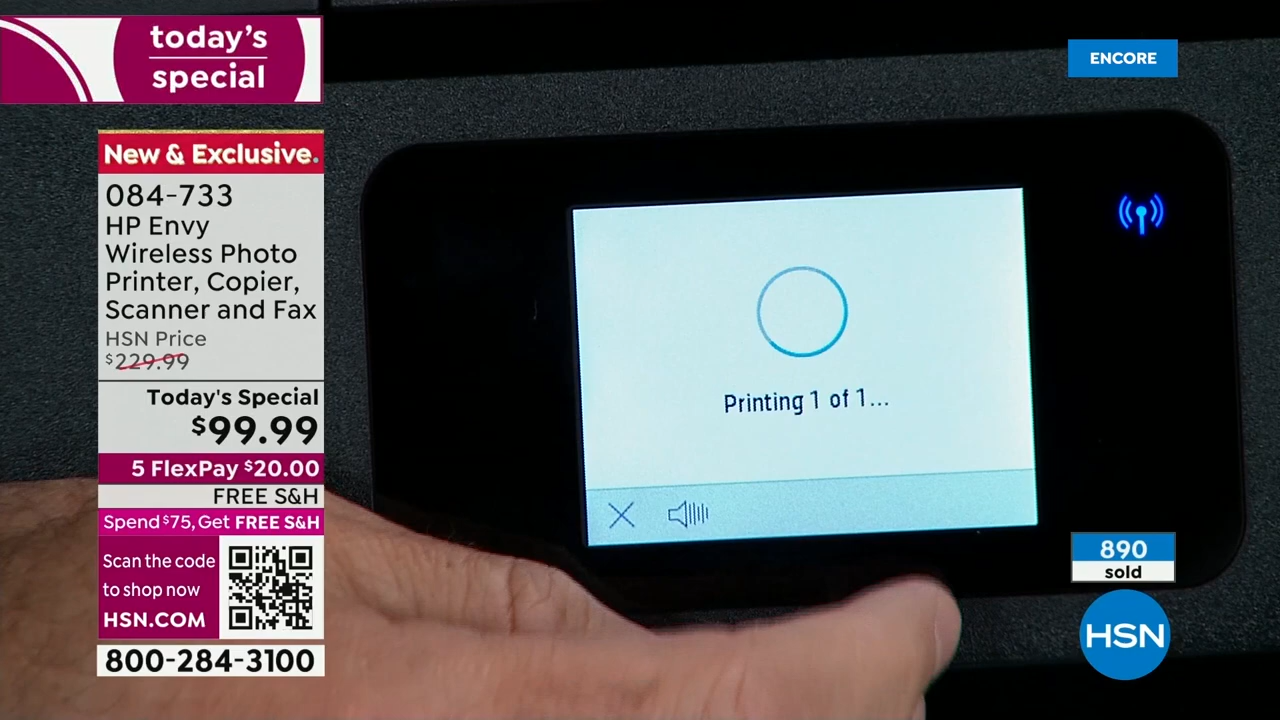 today's
special
ENCORE
New & Exclusive.
084-733
HP Envy
Wireless Photo
Printer, Copier,
Scanner and Fax
HSN Price
$229.99
Today's Special
$99.99
5 FlexPay $20.00
FREE S&H
Spend $75, Get FREE S&H
Scan the code
to shop now
HSN.COM
800-284-3100
Printing 1 of 1...
890
sold
HSN